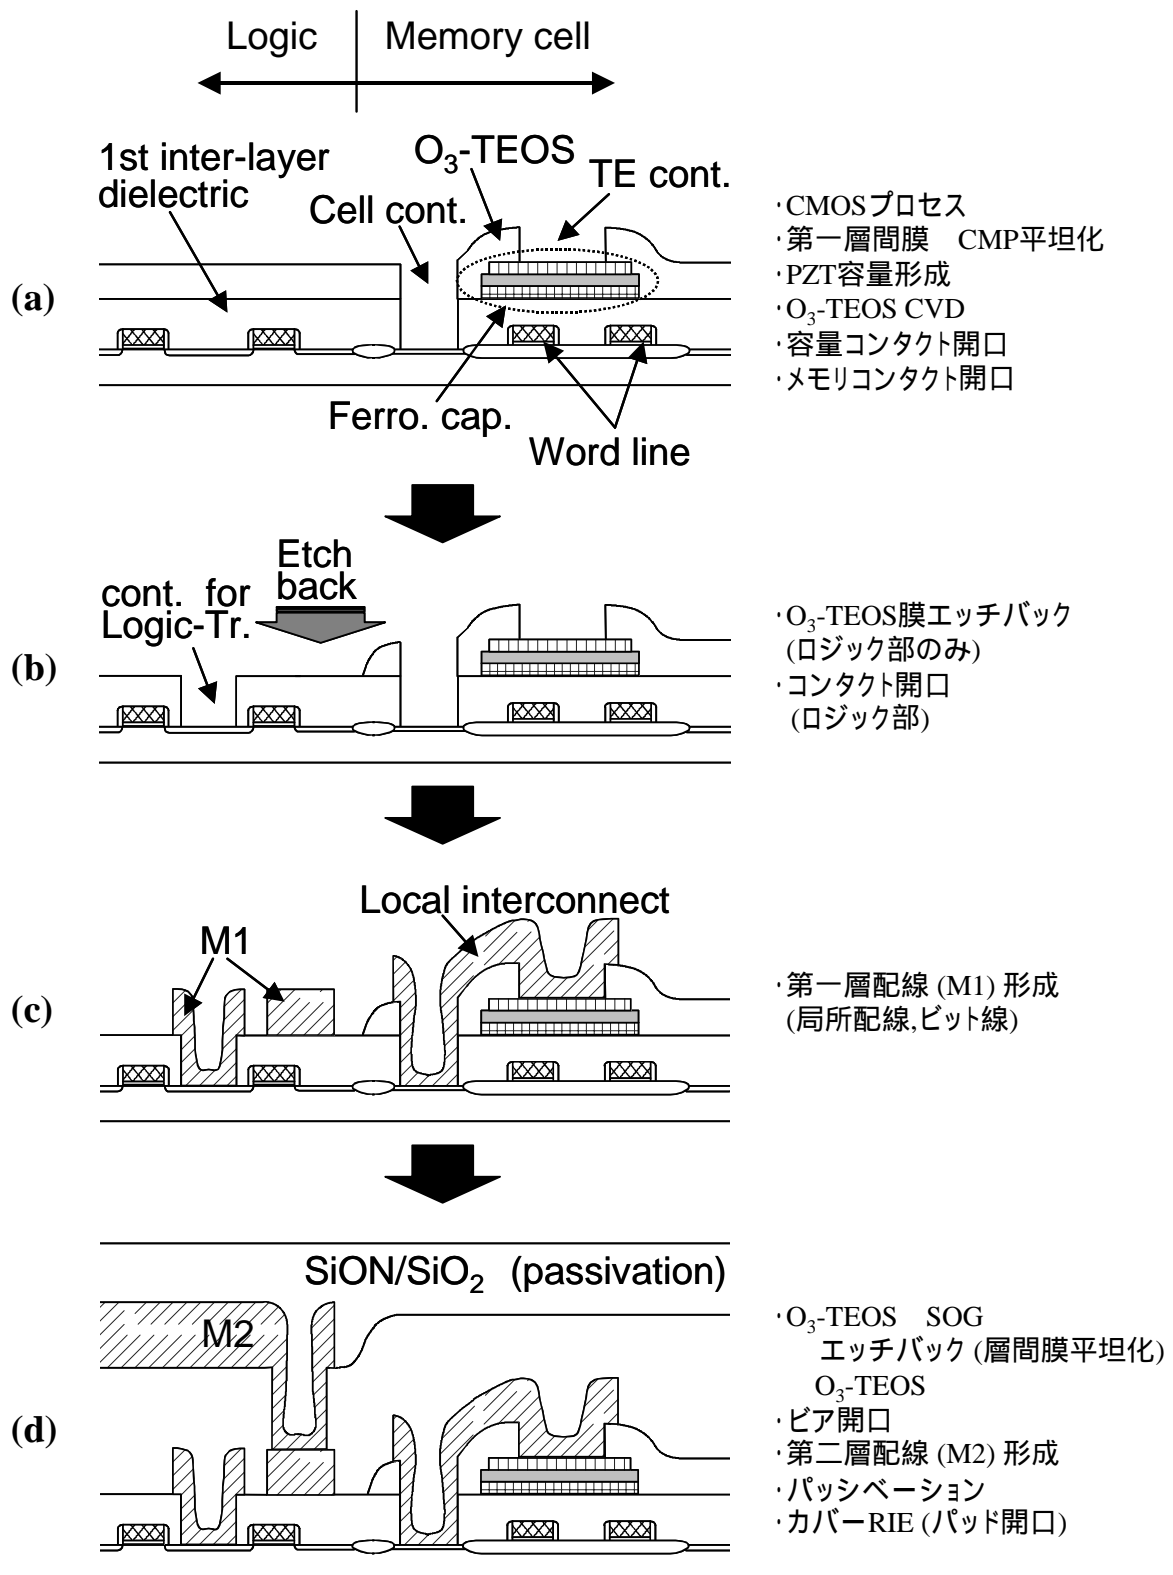 Logic
Memory cell
1st inter-layer
dielectric
Cell cont.
O₃-TEOS
TE cont.
(a)
Ferro. cap.
Word line
・CMOSプロセス
・第一層間膜　CMP平坦化
・PZT容量形成
・O₃-TEOS CVD
・容量コンタクト開口
・メモリコンタクト開口
Etch
back
cont. for
Logic-Tr.
(b)
・O₃-TEOS膜エッチバック
(ロジック部のみ)
・コンタクト開口
(ロジック部)
Local interconnect
M1
(c)
・第一層配線 (M1) 形成
(局所配線,ビット線)
SiON/SiO₂ (passivation)
M2
(d)
・O₃-TEOS　SOG
エッチバック (層間膜平坦化)
O₃-TEOS
・ビア開口
・第二層配線 (M2) 形成
・パッシベーション
・カバーRIE (パッド開口)